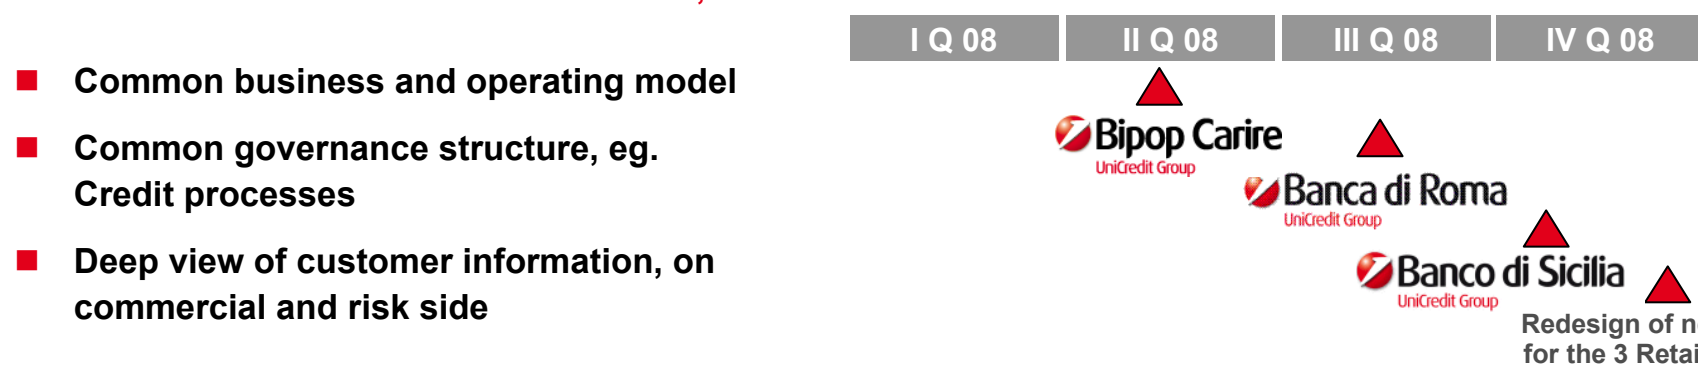 I Q 08
II Q 08
III Q 08
IV Q 08
Common business and operating model
Common governance structure, eg.
Credit processes
Deep view of customer information, on
commercial and risk side
Bipop Carire
UniCredit Group
Banca di Roma
UniCredit Group
Banco di Sicilia
UniCredit Group
Redesign of
for the 3